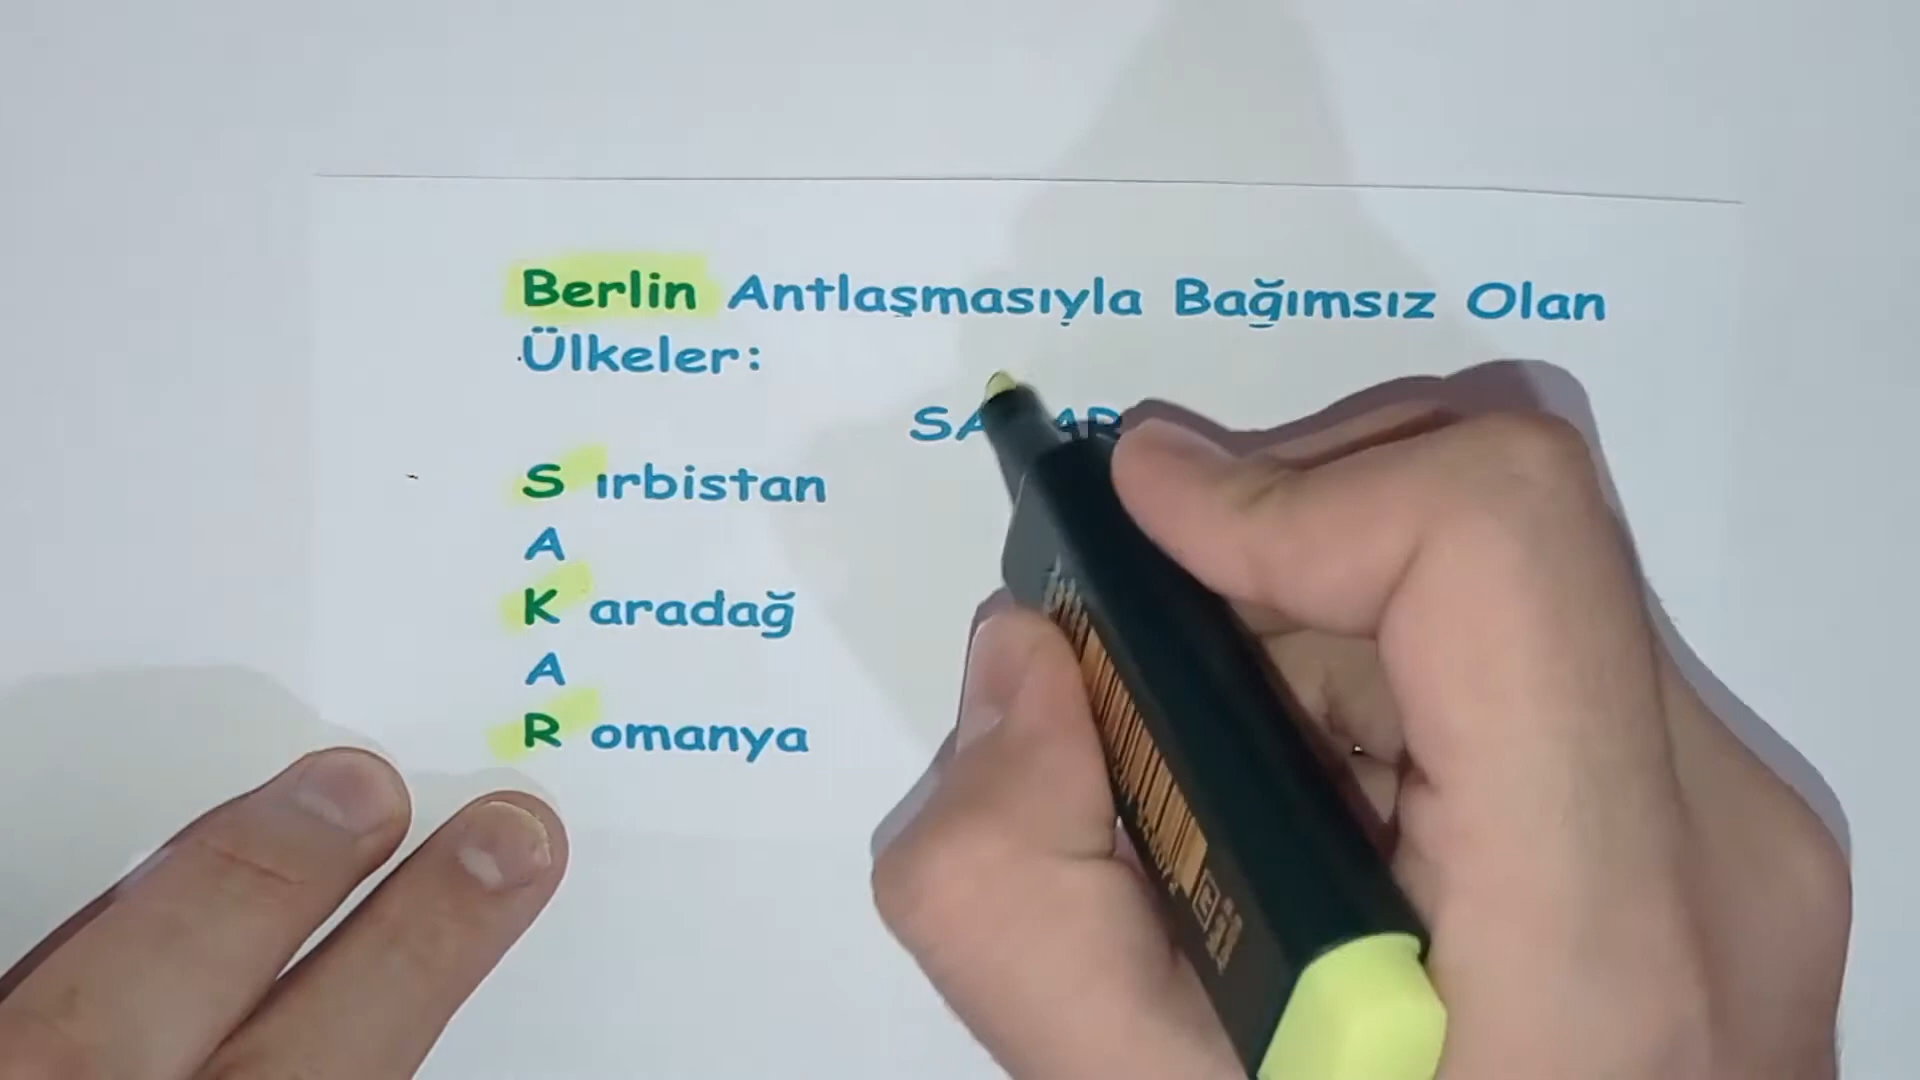 Berlin Antlaşmasıyla Bağımsız Olan
Ülkeler:
S ırbistan
A
K aradağ
A
R omanya